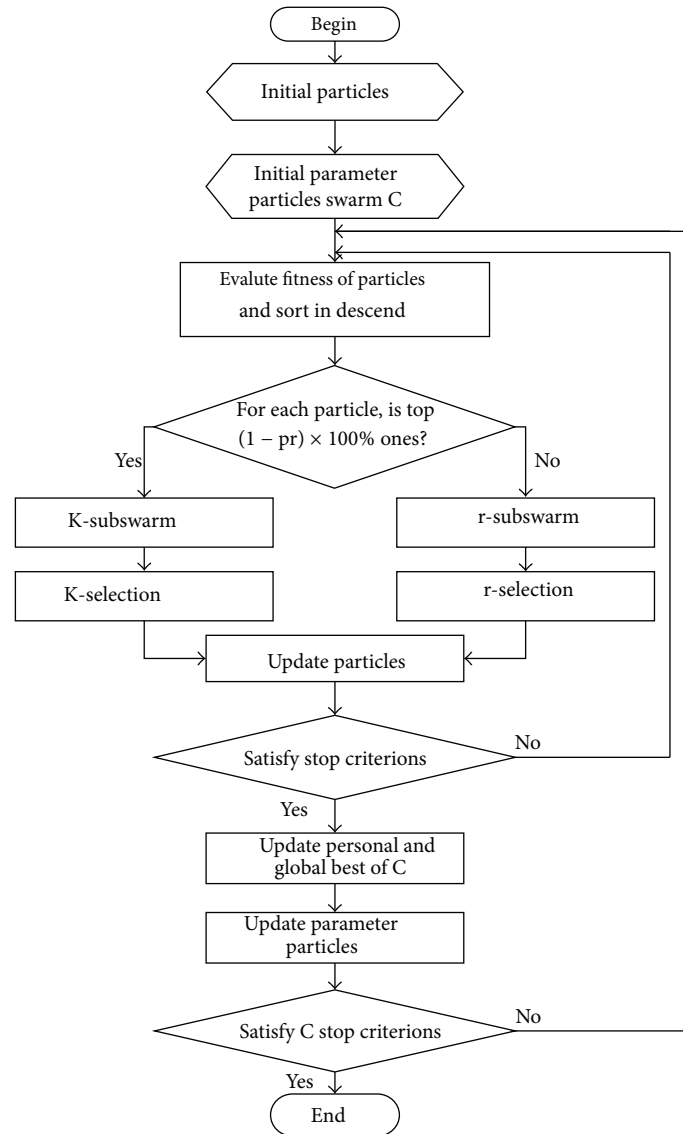 Begin
Initial particles
Initial parameter
particles swarm C
Evalute fitness of particles
and sort in descend
For each particle, is top
(1 − pr) × 100% ones?
Yes
No
K-subswarm
r-subswarm
K-selection
r-selection
Update particles
Satisfy stop criterions
No
Yes
Update personal and
global best of C
Update parameter
particles
Satisfy C stop criterions
No
Yes
End